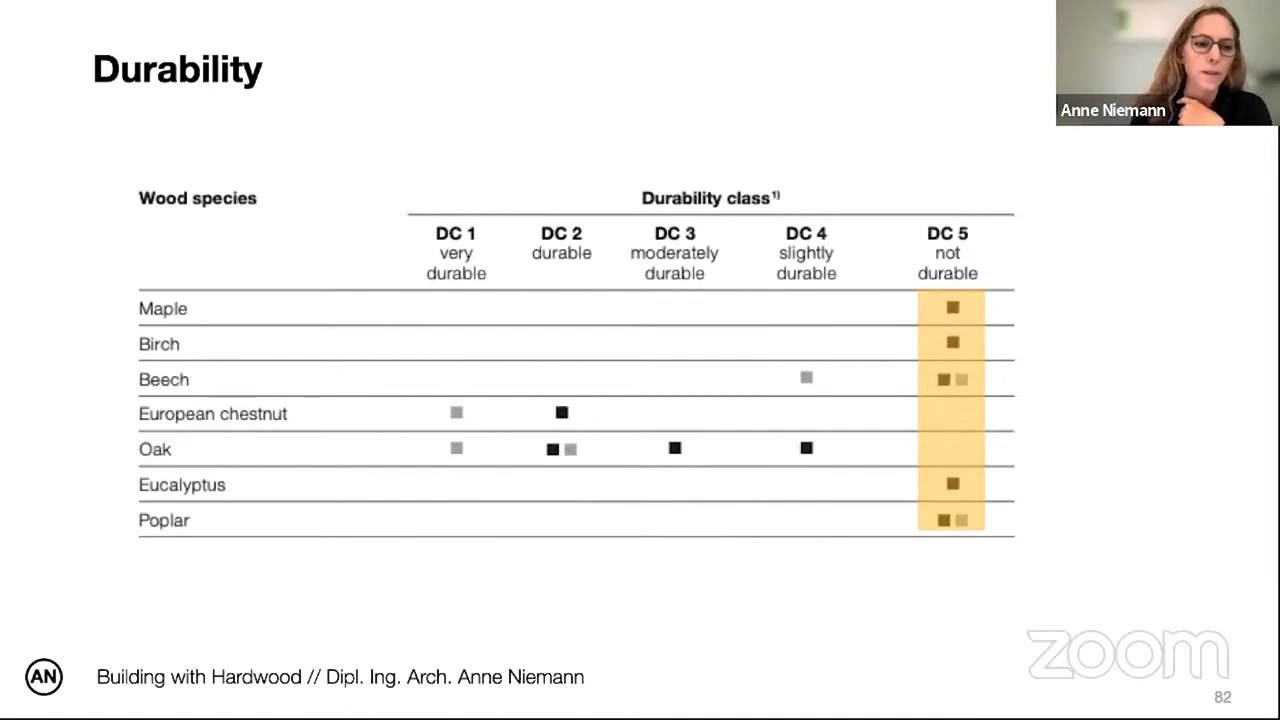 Durability
Anne Niemann
Wood species
Durability class¹⁾
DC 1 very durable
DC 2 durable
DC 3 moderately durable
DC 4 slightly durable
DC 5 not durable
Maple
Birch
Beech
European chestnut
Oak
Eucalyptus
Poplar
AN
Building with Hardwood // Dipl. Ing. Arch. Anne Niemann
zoom
82